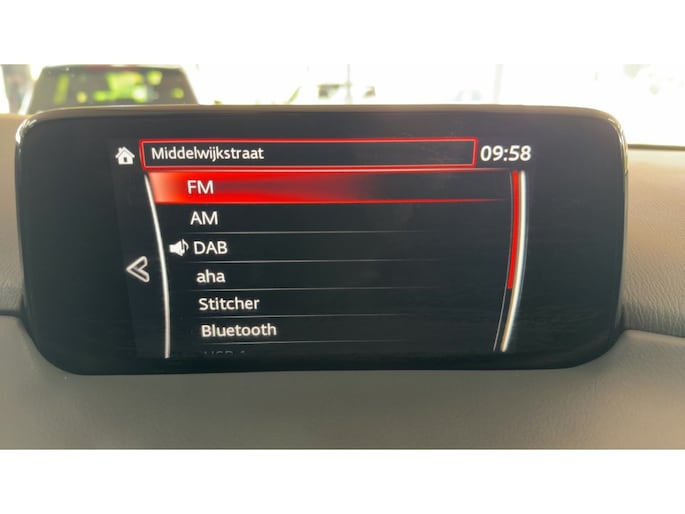 Middelwijkstraat
09:58
FM
AM
DAB
aha
Stitcher
Bluetooth